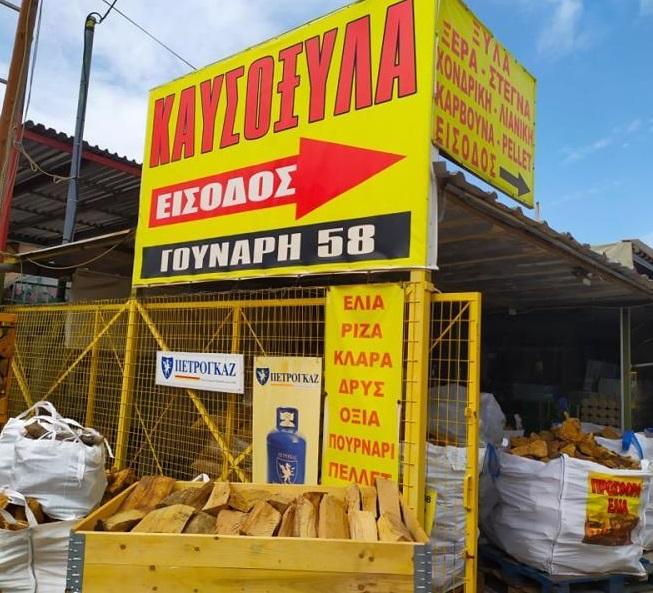 ΚΑΥΣΟΞΥΛΑ
ΕΙΣΟΔΟΣ
ΓΟΥΝΑΡΗ 58
ΞΥΛΑ
ΞΕΡΑ - ΣΤΕΓΝΑ
ΧΟΝΔΡΙΚΗ - ΛΙΑΝΙΚΗ
ΚΑΡΒΟΥΝΑ - PELLET
ΕΙΣΟΔΟΣ
ΕΛΙΑ
ΡΙΖΑ
ΚΛΑΡΑ
ΔΡΥΣ
ΟΞΙΑ
ΠΟΥΡΝΑΡΙ
ΠΕΛΛΕΤ
ΠΕΤΡΟΓΚΑΖ
ΠΕΤΡΟΓΚΑΖ
ΠΡΟΣΦΟΡΑ
ΕΛΙΑ